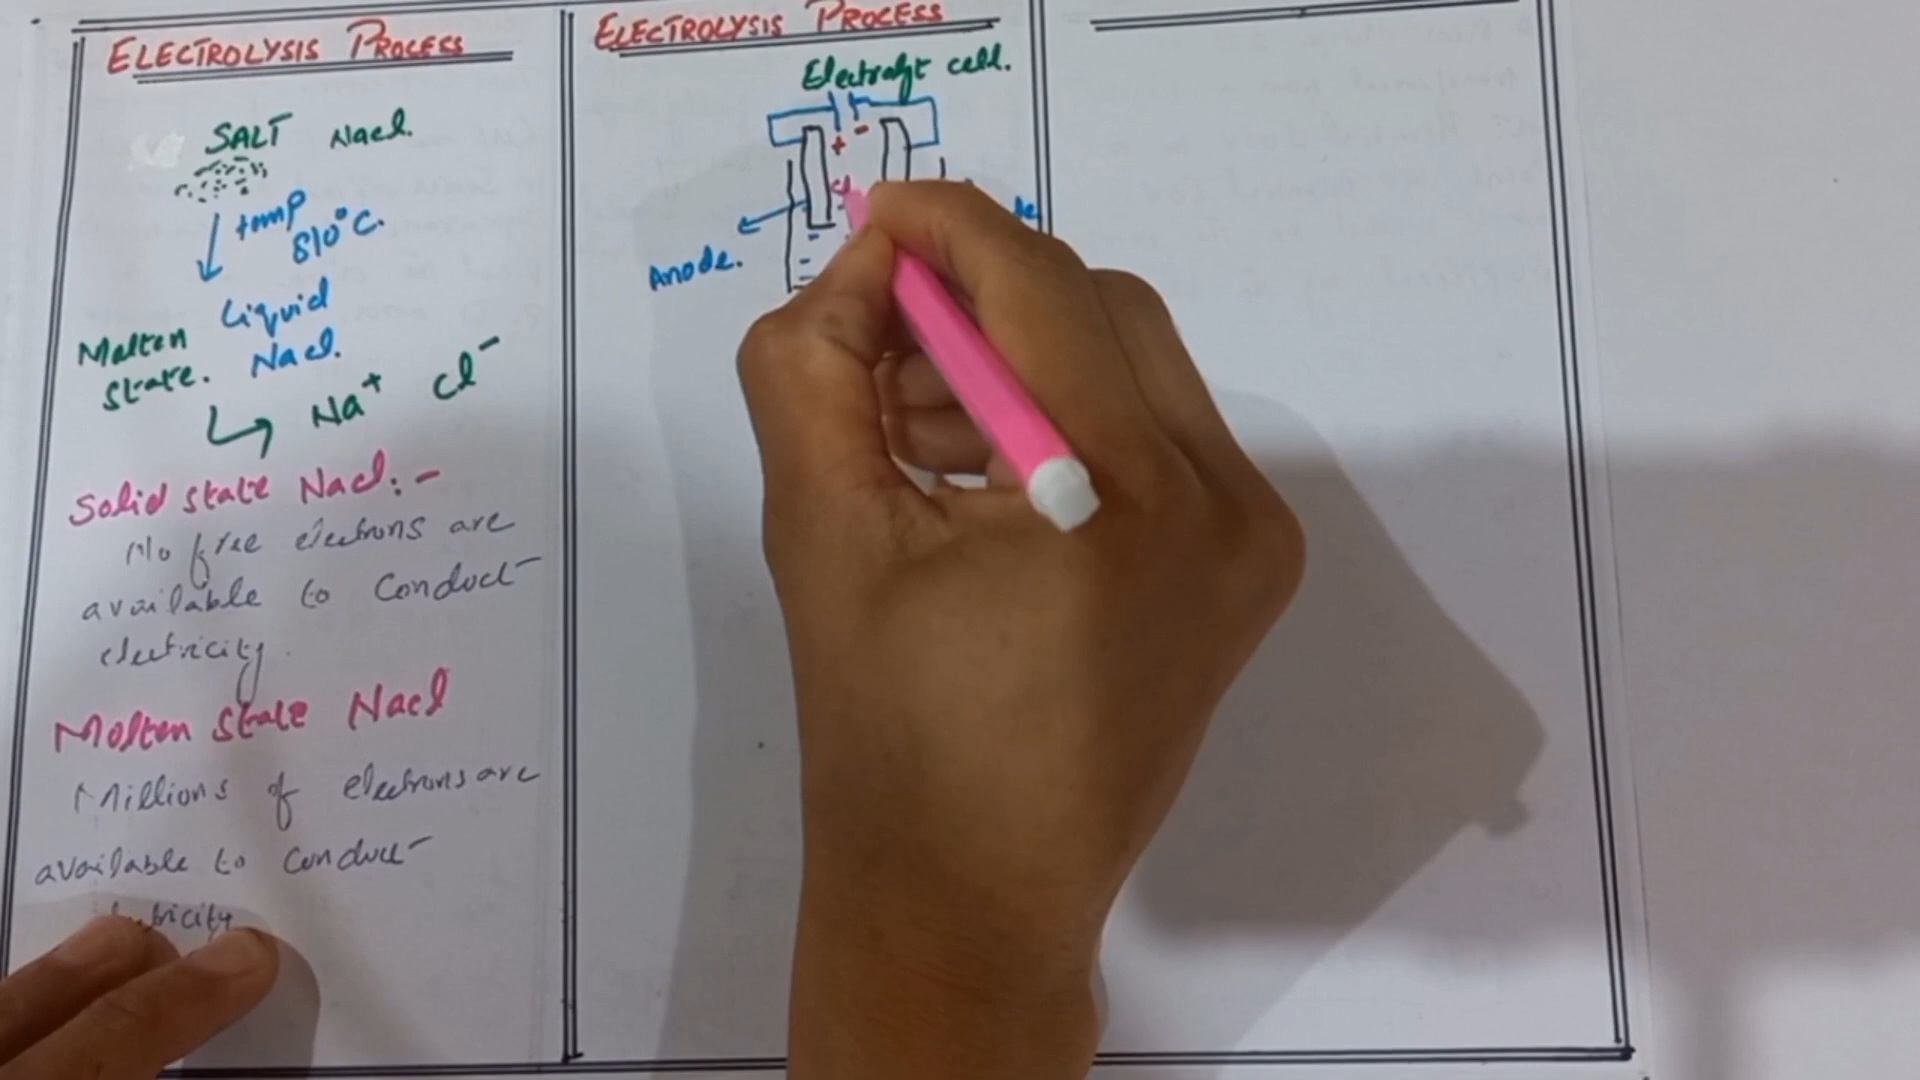 ELECTROLYSIS PROCESS
SALT Nacl.
temp
810°C.
Liquid
Nacl.
Molten
State.
Na+ cl-
Solid state Nacl:-
No free electrons are
available to conduct
electricity.
Molten state Nacl
Millions of electrons are
available to conduct
ELECTROLYSIS PROCESS
Electrolyt cell.
+ -
cl
Anode.